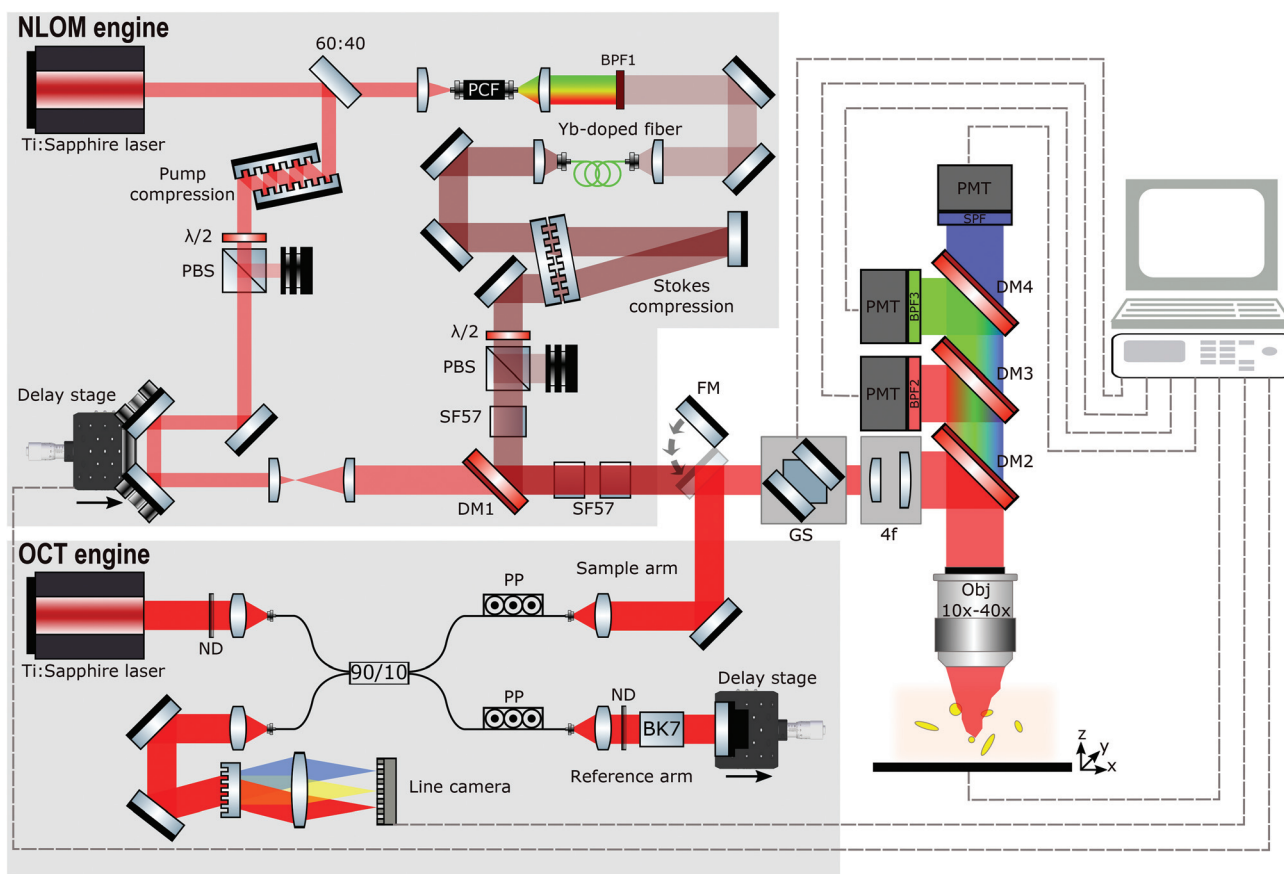 NLOM engine
60:40
BPF1
PCF
Ti:Sapphire laser
Yb-doped fiber
Pump
compression
λ/2
PBS
Stokes
compression
λ/2
PBS
SF57
Delay stage
DM1
SF57
FM
GS
4f
PMT
SPF
DM4
PMT
BPF3
DM3
PMT
BPF2
DM2
Obj
10x-40x
z
y
x
OCT engine
Ti:Sapphire laser
ND
90/10
PP
Sample arm
PP
ND
BK7
Delay stage
Reference arm
Line camera